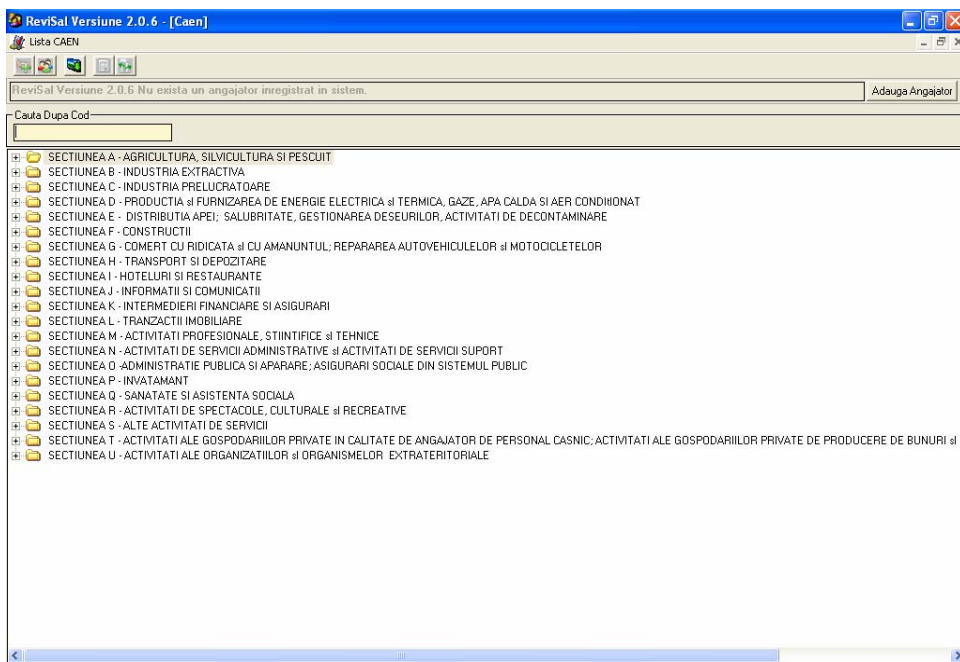 ReviSal Versiune 2.0.6 - [Caen]
Lista CAEN
ReviSal Versiune 2.0.6 Nu exista un angajator inregistrat in sistem.
Adauga Angajator
Cauta Dupa Cod
SECTIUNEA A - AGRICULTURA, SILVICULTURA SI PESCUIT
SECTIUNEA B - INDUSTRIA EXTRACTIVA
SECTIUNEA C - INDUSTRIA PRELUCRATOARE
SECTIUNEA D - PRODUCTIA sI FURNIZAREA DE ENERGIE ELECTRICA sI TERMICA, GAZE, APA CALDA SI AER CONDItIONAT
SECTIUNEA E - DISTRIBUTIA APEI; SALUBRITATE, GESTIONAREA DESEURILOR, ACTIVITATI DE DECONTAMINARE
SECTIUNEA F - CONSTRUCTII
SECTIUNEA G - COMERT CU RIDICATA sI CU AMANUNTUL; REPARAREA AUTOVEHICULELOR sI MOTOCICLETELOR
SECTIUNEA H - TRANSPORT SI DEPOZITARE
SECTIUNEA I - HOTELURI SI RESTAURANTE
SECTIUNEA J - INFORMATII SI COMUNICATII
SECTIUNEA K - INTERMEDIERI FINANCIARE SI ASIGURARI
SECTIUNEA L - TRANZACTII IMOBILIARE
SECTIUNEA M - ACTIVITATI PROFESIONALE, STIINTIFICE sI TEHNICE
SECTIUNEA N - ACTIVITATI DE SERVICII ADMINISTRATIVE sI ACTIVITATI DE SERVICII SUPORT
SECTIUNEA O -ADMINISTRATIE PUBLICA SI APARARE; ASIGURARI SOCIALE DIN SISTEMUL PUBLIC
SECTIUNEA P - INVATAMANT
SECTIUNEA Q - SANATATE SI ASISTENTA SOCIALA
SECTIUNEA R - ACTIVITATI DE SPECTACOLE, CULTURALE sI RECREATIVE
SECTIUNEA S - ALTE ACTIVITATI DE SERVICII
SECTIUNEA T - ACTIVITATI ALE GOSPODARIILOR PRIVATE IN CALITATE DE ANGAJATOR DE PERSONAL CASNIC; ACTIVITATI ALE GOSPODARIILOR PRIVATE DE PRODUCERE DE BUNURI sI
SECTIUNEA U - ACTIVITATI ALE ORGANIZATIILOR sI ORGANISMELOR EXTRATERITORIALE